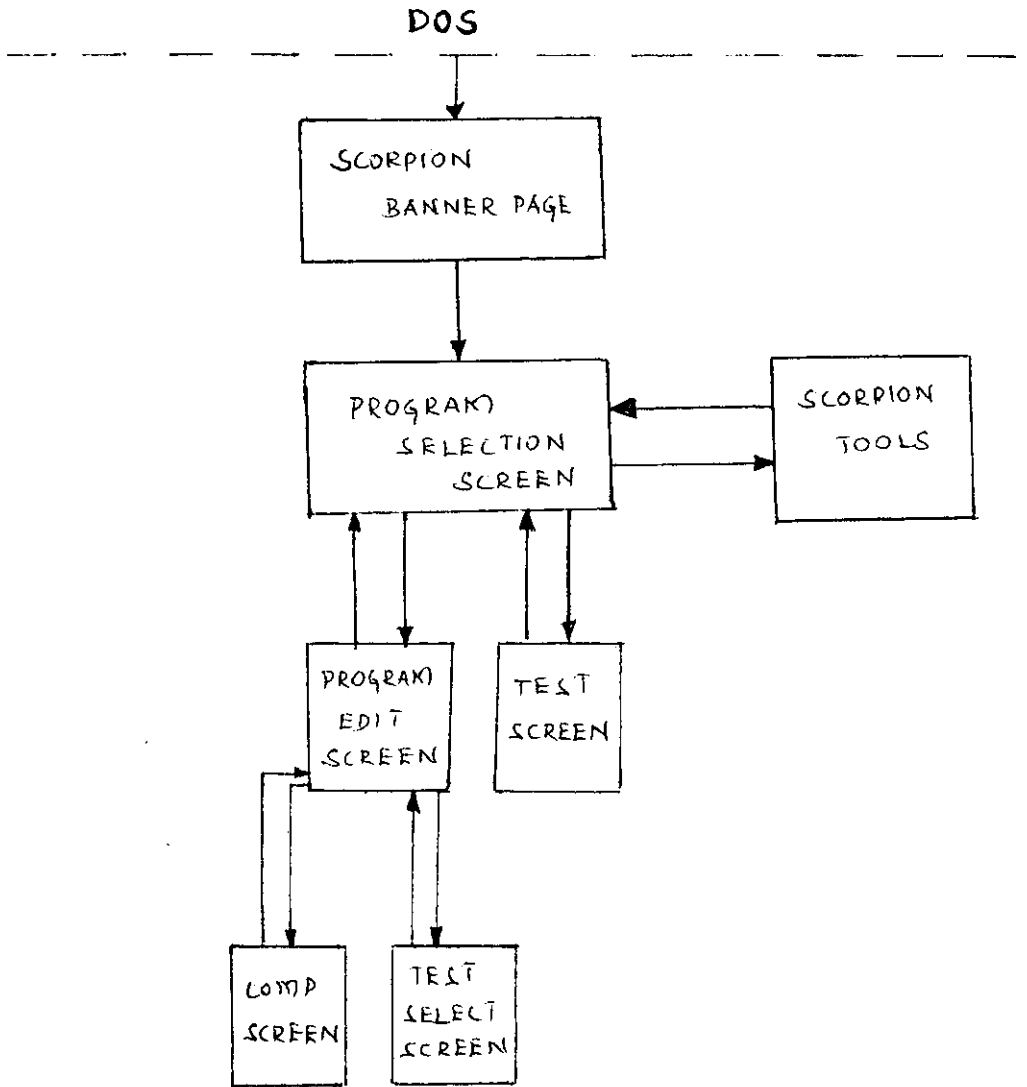 DOS
SCORPION
BANNER PAGE
PROGRAM
SELECTION
SCREEN
SCORPION
TOOLS
PROGRAM
EDIT
SCREEN
TEST
SCREEN
COMP
SCREEN
TEST
SELECT
SCREEN